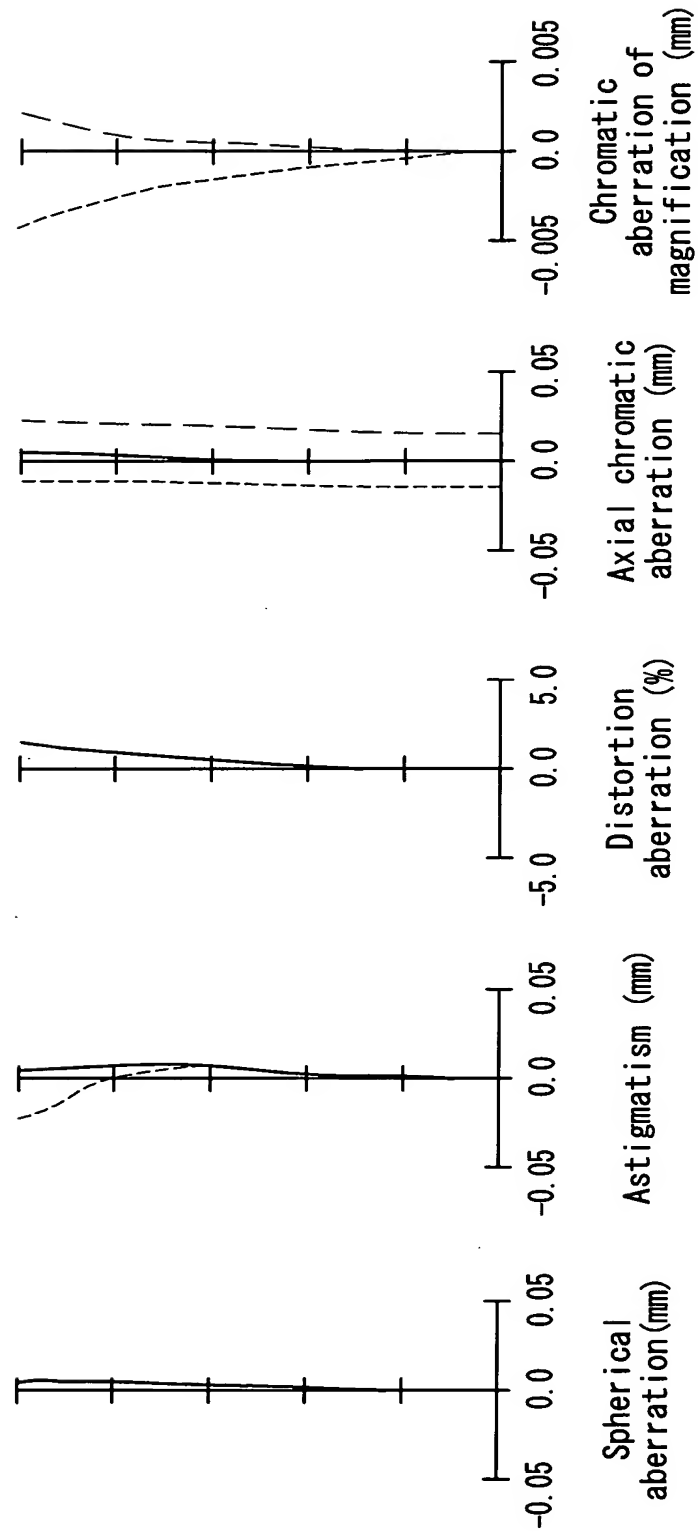 -0.05 0.0 0.05
Spherical
aberration(mm)
-0.05 0.0 0.05
Astigmatism (mm)
-5.0 0.0 5.0
Distortion
aberration (%)
-0.05 0.0 0.05
Axial chromatic
aberration (mm)
-0.005 0.0 0.005
Chromatic
aberration of
magnification (mm)